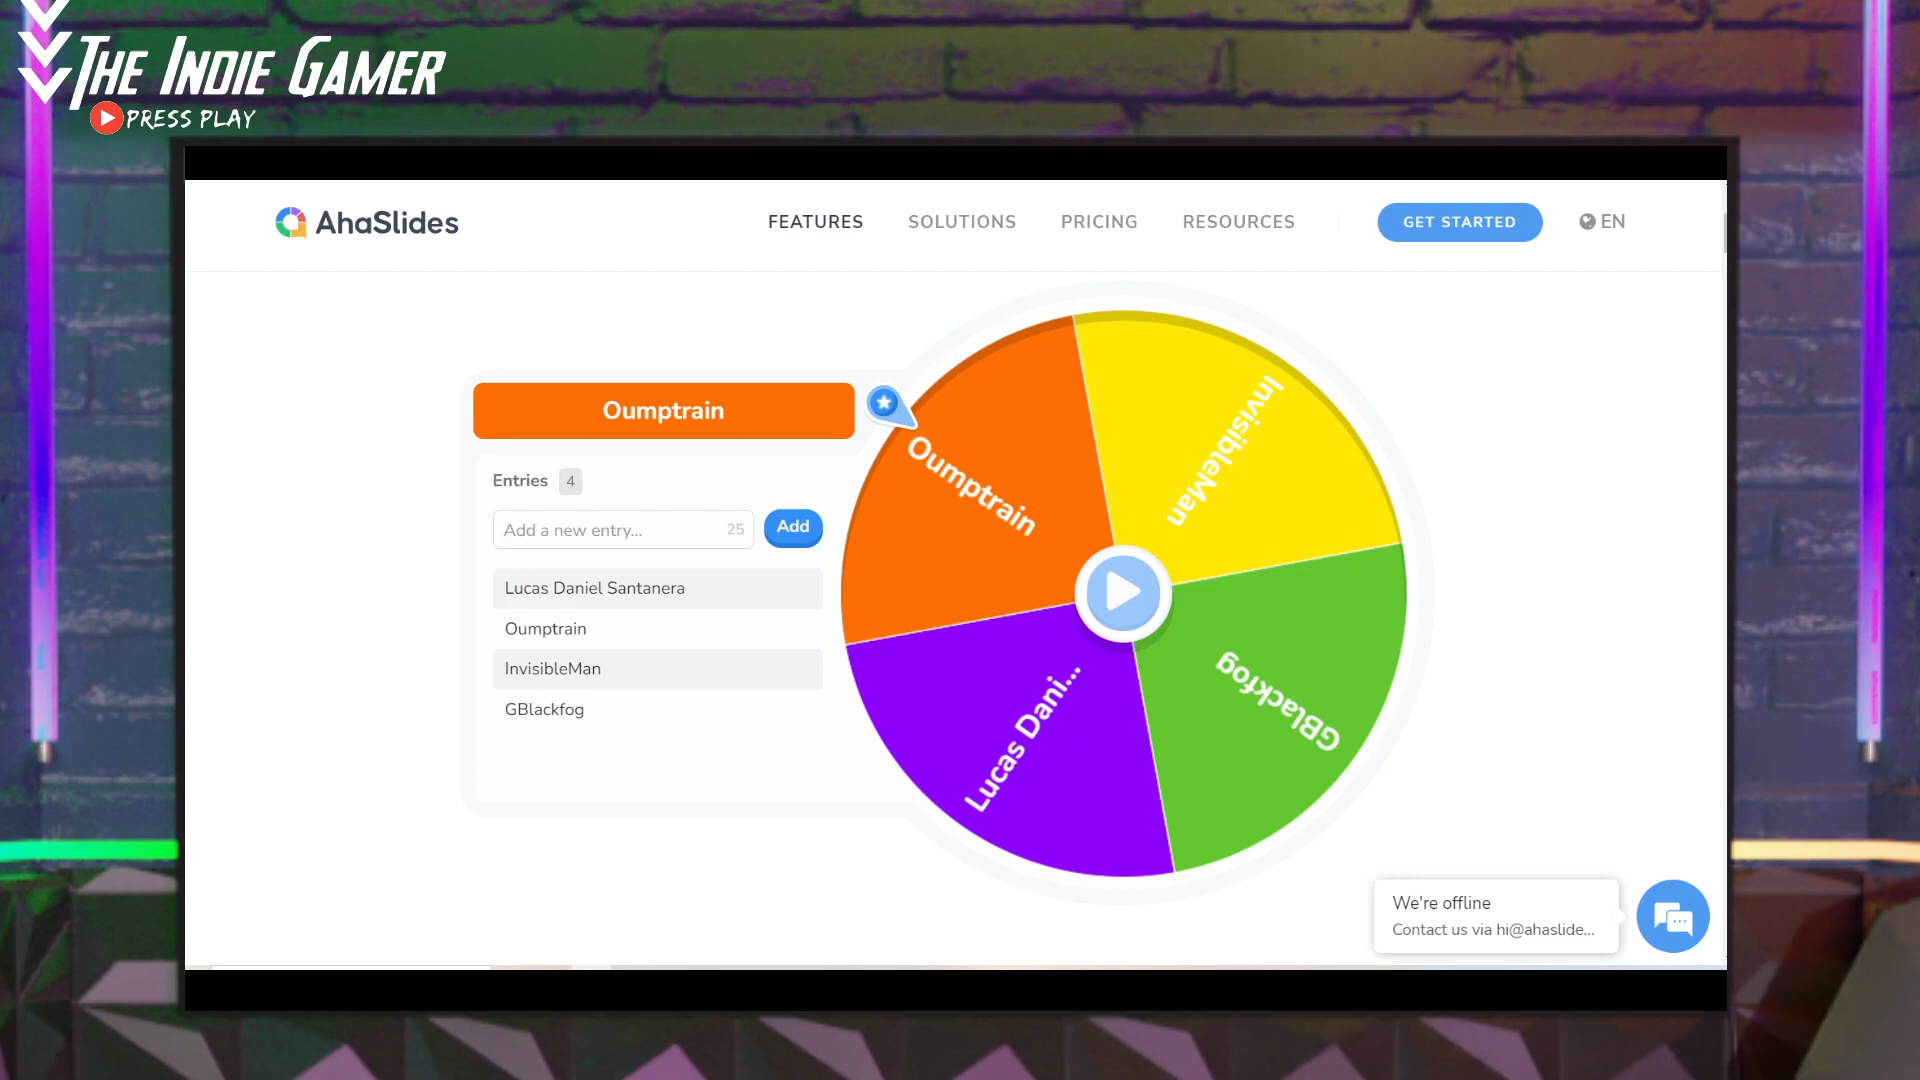 THE INDIE GAMER
PRESS PLAY
AhaSlides
FEATURES
SOLUTIONS
PRICING
RESOURCES
GET STARTED
EN
Oumptrain
Entries 4
Add a new entry... 25
Add
Lucas Daniel Santanera
Oumptrain
InvisibleMan
GBlackfog
Oumptrain
InvisibleMan
Lucas Dani...
GBlackfog
We're offline
Contact us via hi@ahaslide...